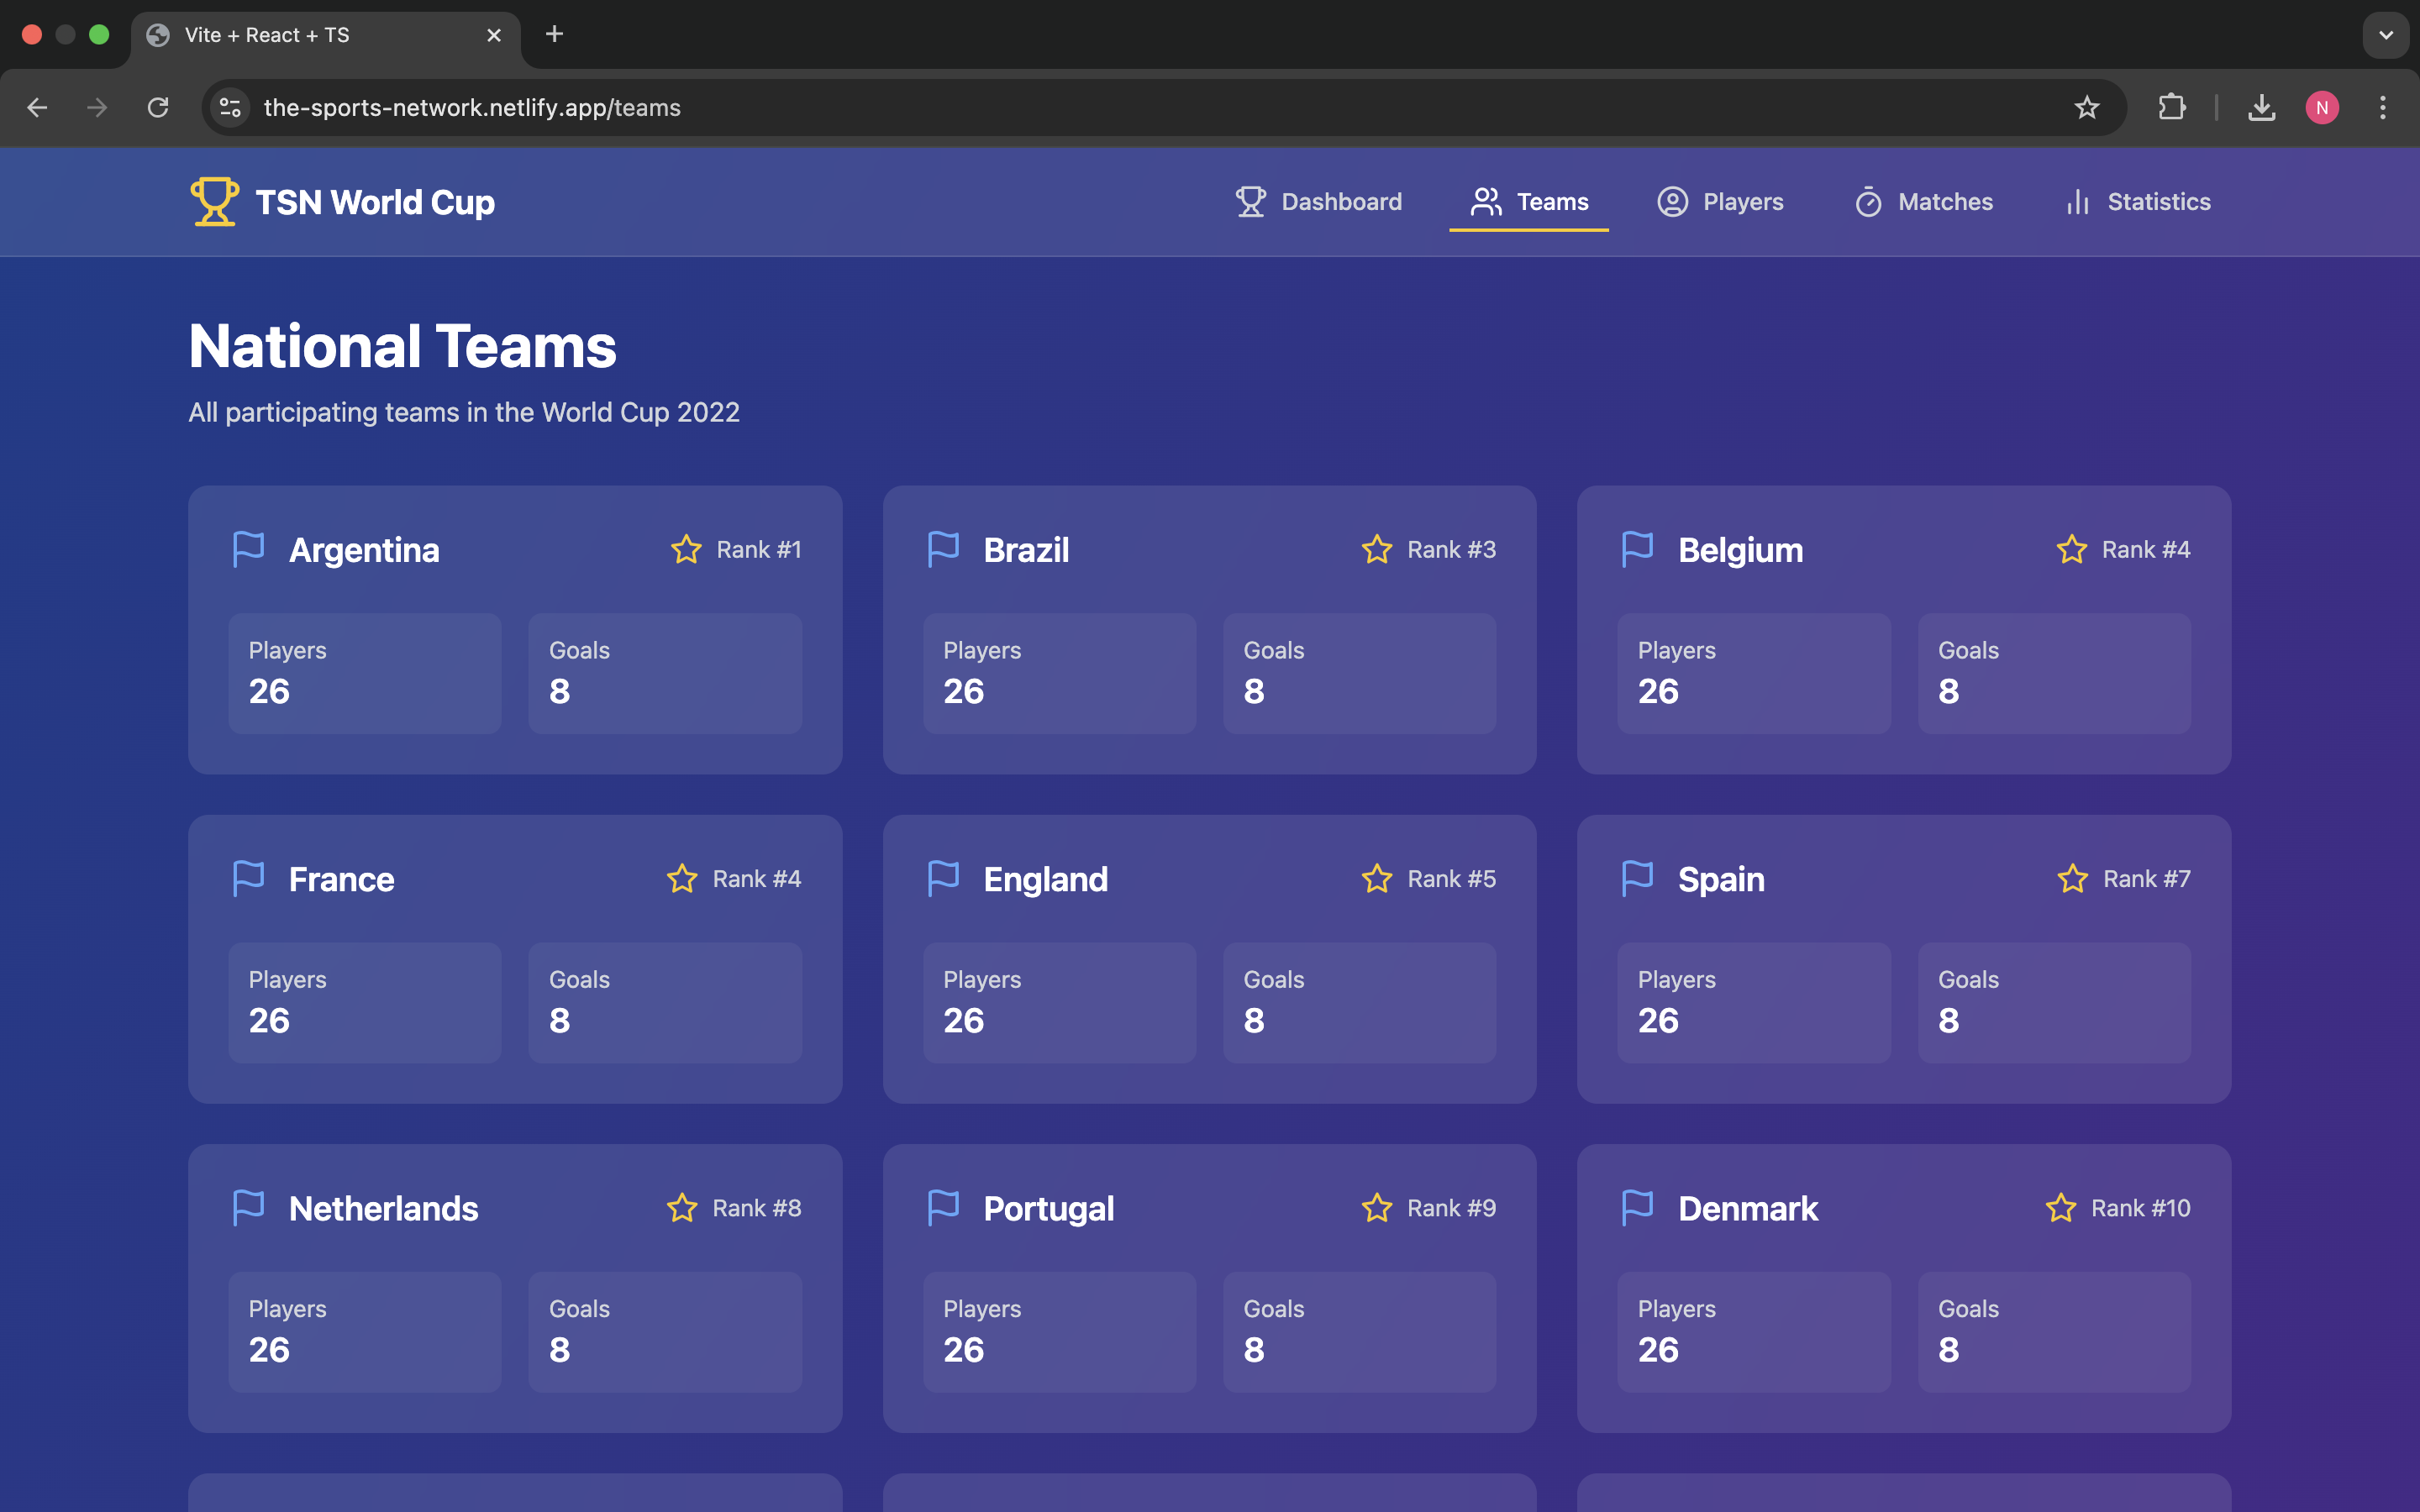 Vite + React + TS
the-sports-network.netlify.app/teams
N
TSN World Cup
Dashboard
Teams
Players
Matches
Statistics
National Teams
All participating teams in the World Cup 2022
Argentina
Rank #1
Players
26
Goals
8
Brazil
Rank #3
Players
26
Goals
8
Belgium
Rank #4
Players
26
Goals
8
France
Rank #4
Players
26
Goals
8
England
Rank #5
Players
26
Goals
8
Spain
Rank #7
Players
26
Goals
8
Netherlands
Rank #8
Players
26
Goals
8
Portugal
Rank #9
Players
26
Goals
8
Denmark
Rank #10
Players
26
Goals
8